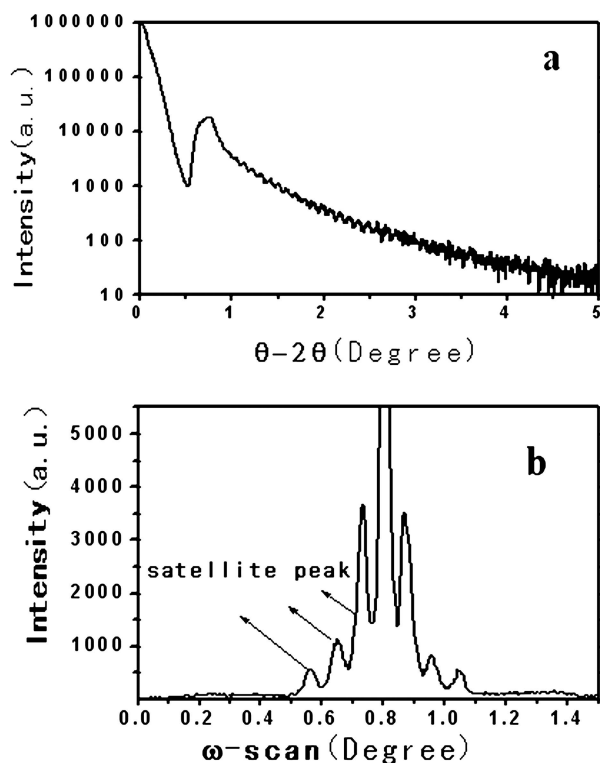 a
1000000
1000000
10000
1000
100
10
Intensity(a.u.)
0 1 2 3 4 5
θ-2θ(Degree)
b
5000
4000
3000
2000
1000
Intensity(a.u.)
satellite peak
0.0 0.2 0.4 0.6 0.8 1.0 1.2 1.4
ω-scan(Degree)